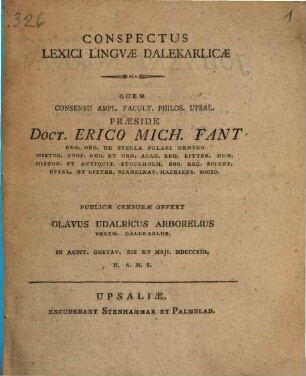 .326
1
CONSPECTUS
LEXICI LINGVÆ DALEKARLICÆ
QUEM
CONSENSU AMPL. FACULT. PHILOS. UPSAL.
PRÆSIDE
DOCT. ERICO MICH. FANT
REG. ORD. DE STELLA POLARI MEMBRO
HISTOR. PROF. REG. ET ORD. ACAD. REG. LITTER. HUM.
HISTOR. ET ANTIQUIT. STOCKHOLM. SOC. REG. SCIENT.
UPSAL. ET LITTER. SCANDINAV. HAFNIENS. SOCIO.
PUBLICÆ CENSURÆ OFFERT
OLAVUS UDALRICUS ARBORELIUS
DALEKARLUS.
IN AUDIT. GUSTAV. DIE XV MAJI. MDCCCXIII.
H. A. M. S.
UPSALIÆ,
EXCUDEBANT STENHAMMAR ET PALMBLAD.